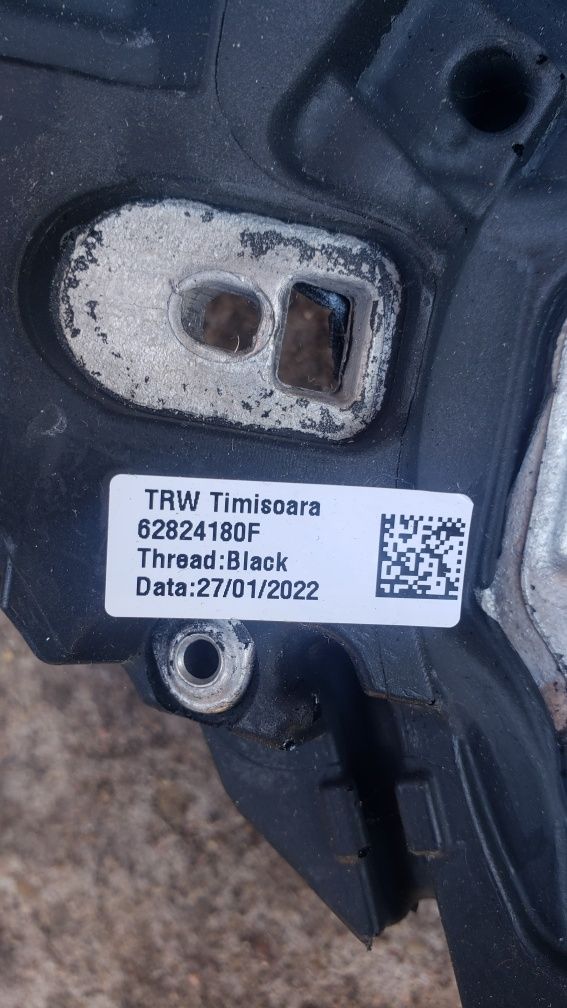 TRW Timisoara
62824180F
Thread:Black
Data:27/01/2022